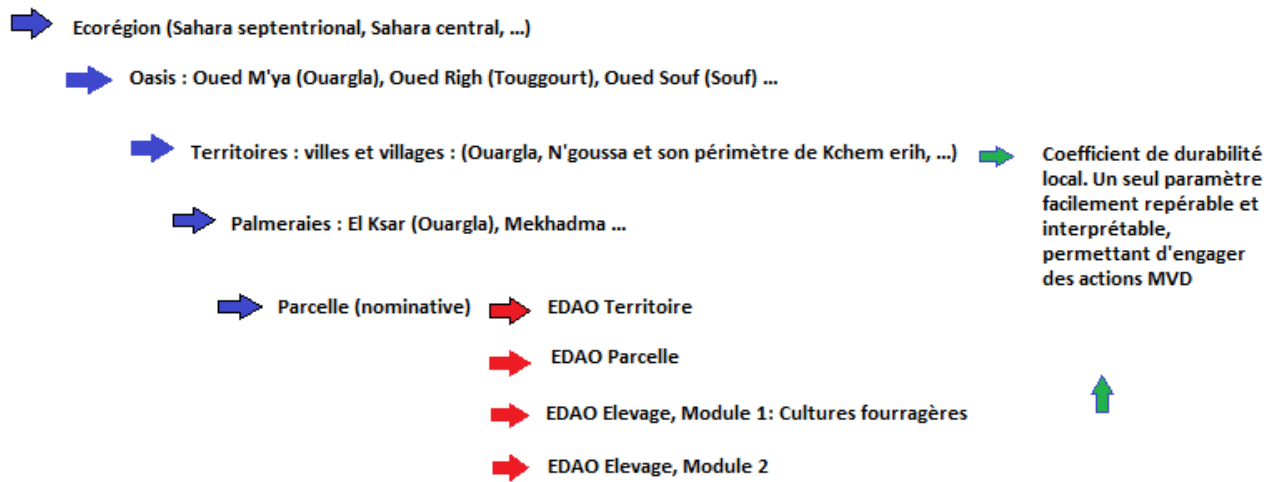 Ecorégion (Sahara septentrional, Sahara central, ...)
Oasis : Oued M'ya (Ouargla), Oued Righ (Touggourt), Oued Souf (Souf) ...
Territoires : villes et villages : (Ouargla, N'goussa et son périmètre de Kchem erih, ...)
Coefficient de durabilité
local. Un seul paramètre
facilement repérable et
interprétable,
permettant d'engager
des actions MVD
Palmeraies : El Ksar (Ouargla), Mekhadma ...
Parcelle (nominative)
EDAO Territoire
EDAO Parcelle
EDAO Elevage, Module 1: Cultures fourragères
EDAO Elevage, Module 2